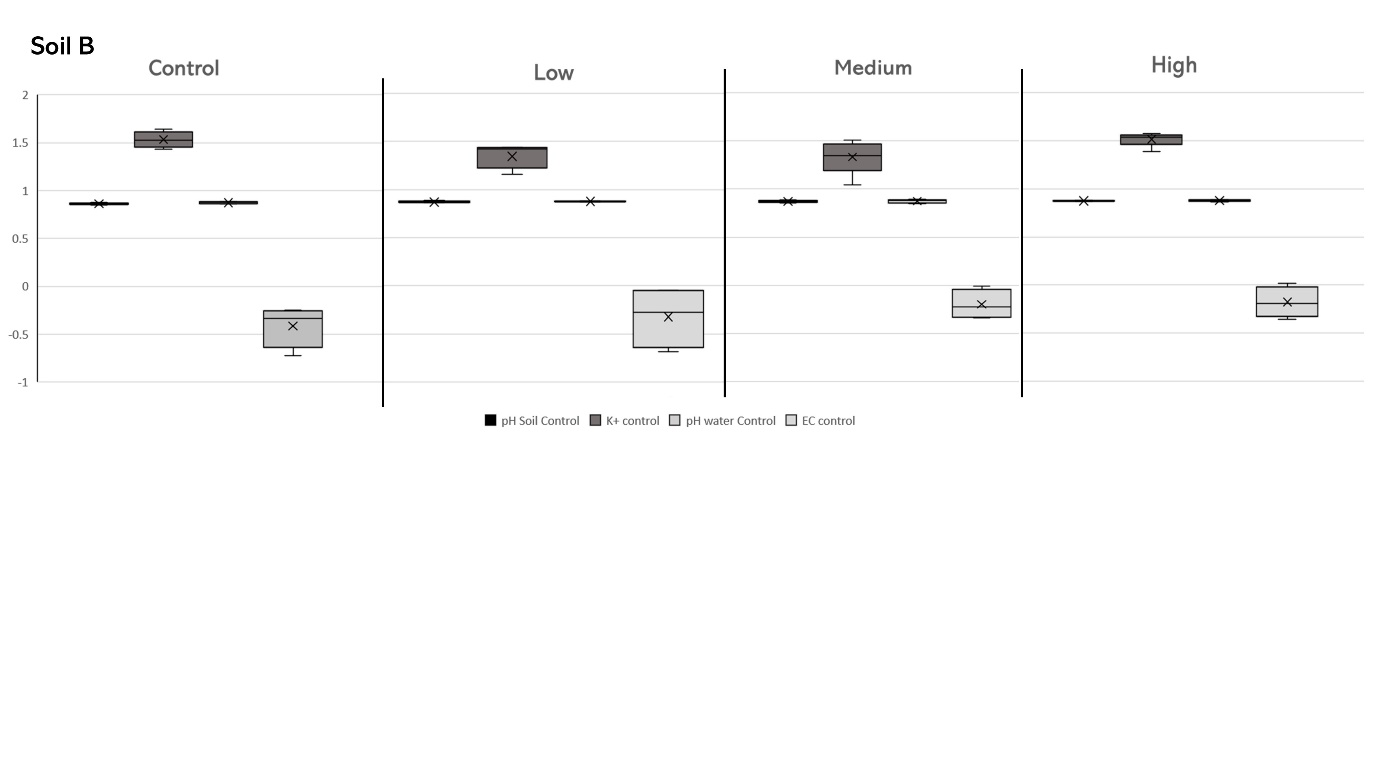 Soil B
Control
Low
Medium
High
2
1.5
1
0.5
0
-0.5
-1
pH Soil Control K+ control pH water Control EC control